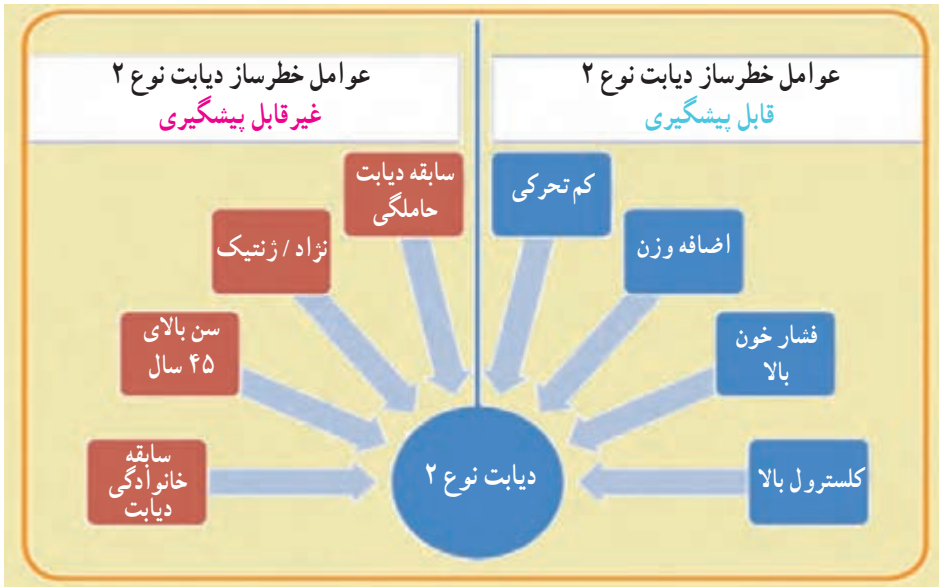 عوامل خطرساز دیابت نوع ۲
قابل پیشگیری
عوامل خطرساز دیابت نوع ۲
غیرقابل پیشگیری
کم تحرکی
اضافه وزن
فشار خون
بالا
کلسترول بالا
سابقه دیابت
حاملگی
نژاد / ژنتیک
سن بالای
۴۵ سال
سابقه
خانوادگی
دیابت
دیابت نوع ۲